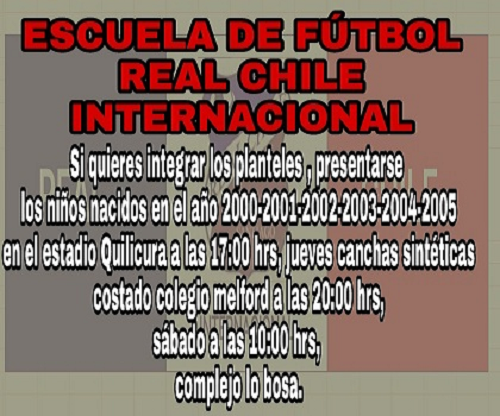 ESCUELA DE FÚTBOL
REAL CHILE
INTERNACIONAL
Si quieres integrar los planteles , presentarse
los niños nacidos en el año 2000-2001-2002-2003-2004-2005
en el estadio Quilicura a las 17:00 hrs, jueves canchas sintéticas
costado colegio melford a las 20:00 hrs,
sábado a las 10:00 hrs,
complejo lo bosa.